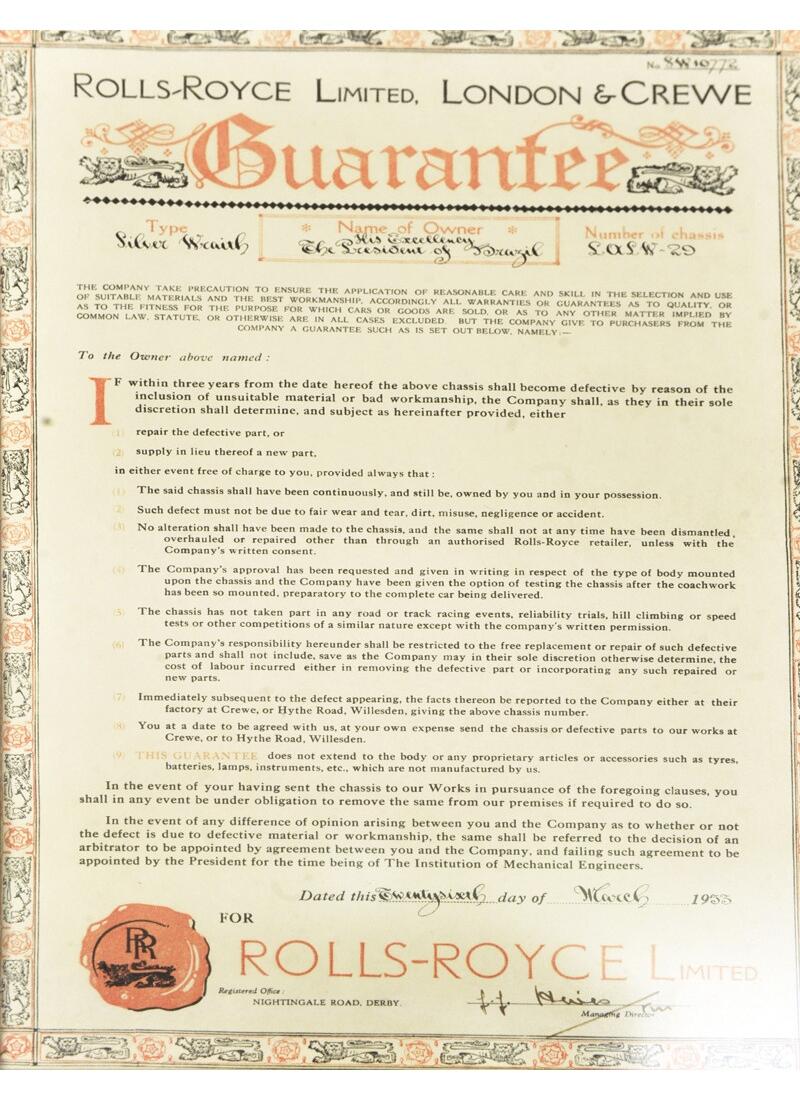 No SW10/772
ROLLS-ROYCE LIMITED, LONDON & CREWE
Guarantee
Type
Silver Wraith
* Name of Owner *
His Excellency
The President of Brazil
Number of chassis
LALW-29
THE COMPANY TAKE PRECAUTION TO ENSURE THE APPLICATION OF REASONABLE CARE AND SKILL IN THE SELECTION AND USE
OF SUITABLE MATERIALS AND THE BEST WORKMANSHIP, ACCORDINGLY ALL WARRANTIES OR GUARANTEES AS TO QUALITY, OR
AS TO THE FITNESS FOR THE PURPOSE FOR WHICH CARS OR GOODS ARE SOLD, OR AS TO ANY OTHER MATTER IMPLIED BY
COMMON LAW, STATUTE, OR OTHERWISE ARE IN ALL CASES EXCLUDED. BUT THE COMPANY GIVE TO PURCHASERS FROM THE
COMPANY A GUARANTEE SUCH AS IS SET OUT BELOW, NAMELY:—
To the Owner above named :
IF within three years from the date hereof the above chassis shall become defective by reason of the
inclusion of unsuitable material or bad workmanship, the Company shall, as they in their sole
discretion shall determine, and subject as hereinafter provided, either
(1) repair the defective part, or
(2) supply in lieu thereof a new part,
in either event free of charge to you, provided always that :
(1) The said chassis shall have been continuously, and still be, owned by you and in your possession.
(2) Such defect must not be due to fair wear and tear, dirt, misuse, negligence or accident.
(3) No alteration shall have been made to the chassis, and the same shall not at any time have been dismantled,
overhauled or repaired other than through an authorised Rolls-Royce retailer, unless with the
Company's written consent.
(4) The Company's approval has been requested and given in writing in respect of the type of body mounted
upon the chassis and the Company have been given the option of testing the chassis after the coachwork
has been so mounted, preparatory to the complete car being delivered.
(5) The chassis has not taken part in any road or track racing events, reliability trials, hill climbing or speed
tests or other competitions of a similar nature except with the company's written permission.
(6) The Company's responsibility hereunder shall be restricted to the free replacement or repair of such defective
parts and shall not include, save as the Company may in their sole discretion otherwise determine, the
cost of labour incurred either in removing the defective part or incorporating any such repaired or
new parts.
(7) Immediately subsequent to the defect appearing, the facts thereon be reported to the Company either at their
factory at Crewe, or Hythe Road, Willesden, giving the above chassis number.
(8) You at a date to be agreed with us, at your own expense send the chassis or defective parts to our works at
Crewe, or to Hythe Road, Willesden.
(9) THIS GUARANTEE does not extend to the body or any proprietary articles or accessories such as tyres,
batteries, lamps, instruments, etc., which are not manufactured by us.
In the event of your having sent the chassis to our Works in pursuance of the foregoing clauses, you
shall in any event be under obligation to remove the same from our premises if required to do so.
In the event of any difference of opinion arising between you and the Company as to whether or not
the defect is due to defective material or workmanship, the same shall be referred to the decision of an
arbitrator to be appointed by agreement between you and the Company, and failing such agreement to be
appointed by the President for the time being of The Institution of Mechanical Engineers.
Dated this Twentysixth day of March 1953
FOR
ROLLS-ROYCE LIMITED
RR
Registered Office :
NIGHTINGALE ROAD, DERBY.
Managing Director